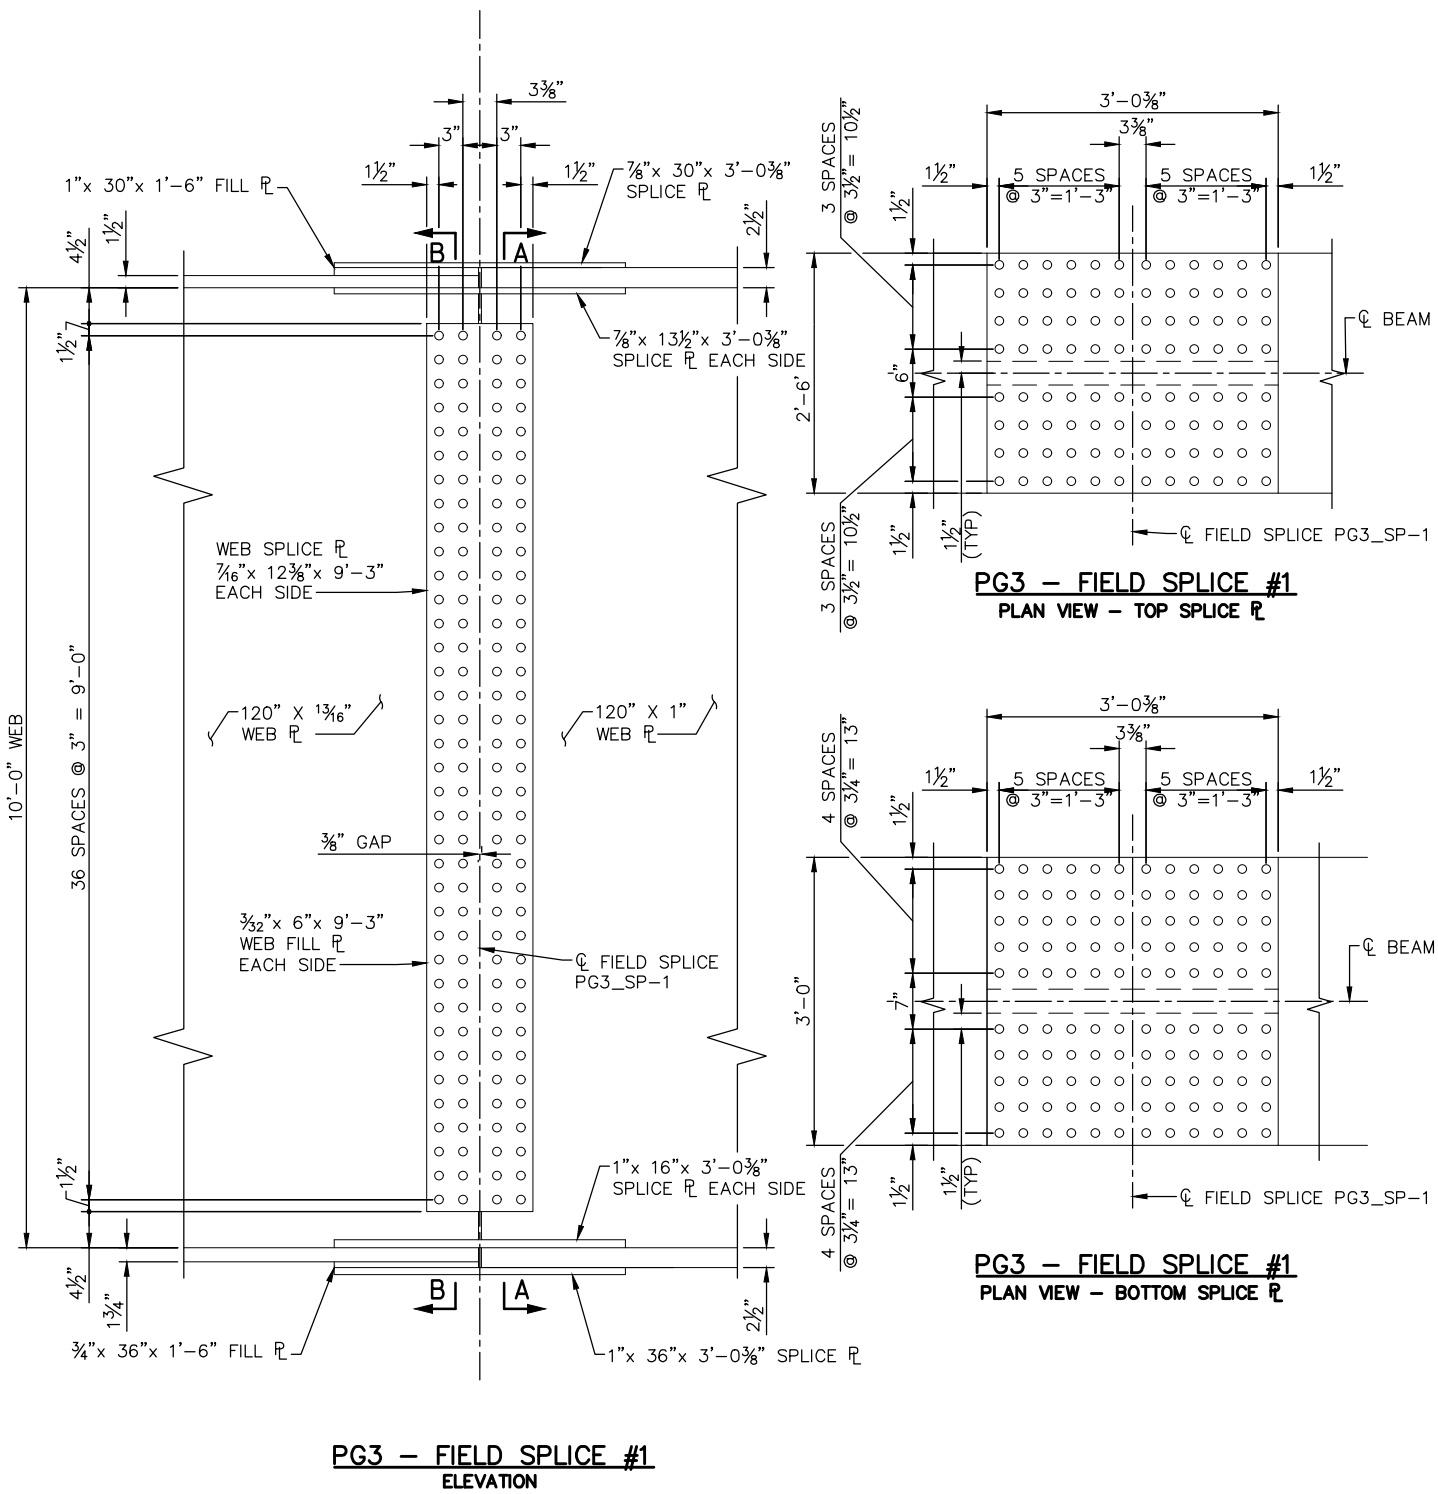 3⅜"
3"
3"
1½"
1½"
1"x 30"x 1'-6" FILL ℄
⅞"x 30"x 3'-0⅜"
SPLICE PL
4½"
1½"
2½"
B
A
1½"
⅞"x 13½"x 3'-0⅜"
SPLICE PL EACH SIDE
WEB SPLICE PL
7⁄16"x 12⅜"x 9'-3"
EACH SIDE
36 SPACES @ 3" = 9'-0"
10'-0" WEB
120" X 13⁄16"
WEB PL
120" X 1"
WEB PL
⅜" GAP
3⁄32"x 6"x 9'-3"
WEB FILL PL
EACH SIDE
℄ FIELD SPLICE
PG3_SP-1
1½"
1"x 16"x 3'-0⅜"
SPLICE PL EACH SIDE
4½"
1¾"
2½"
B
A
¾"x 36"x 1'-6" FILL PL
1"x 36"x 3'-0⅜" SPLICE PL
PG3 – FIELD SPLICE #1
ELEVATION
3'-0⅜"
3⅜"
3 SPACES
@ 3½"= 10½"
1½"
1½"
5 SPACES
@ 3"=1'-3"
5 SPACES
@ 3"=1'-3"
1½"
2'-6"
6"
℄ BEAM
3 SPACES
@ 3½"= 10½"
1½"
1½"
(TYP)
℄ FIELD SPLICE PG3_SP-1
PG3 – FIELD SPLICE #1
PLAN VIEW – TOP SPLICE PL
3'-0⅜"
3⅜"
4 SPACES
@ 3¼"= 13"
1½"
1½"
5 SPACES
@ 3"=1'-3"
5 SPACES
@ 3"=1'-3"
1½"
3'-0"
7"
℄ BEAM
4 SPACES
@ 3¼"= 13"
1½"
1½"
(TYP)
℄ FIELD SPLICE PG3_SP-1
PG3 – FIELD SPLICE #1
PLAN VIEW – BOTTOM SPLICE PL